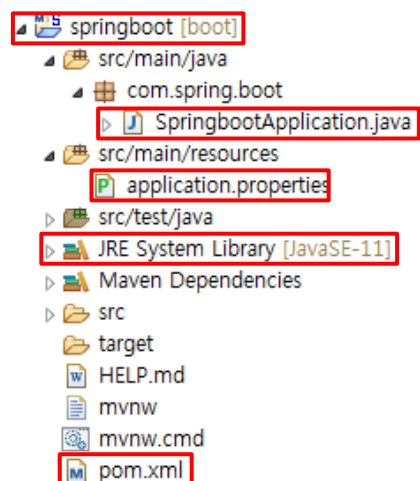 springboot [boot]
src/main/java
com.spring.boot
SpringbootApplication.java
src/main/resources
application.properties
src/test/java
JRE System Library [JavaSE-11]
Maven Dependencies
src
target
HELP.md
mvnw
mvnw.cmd
pom.xml